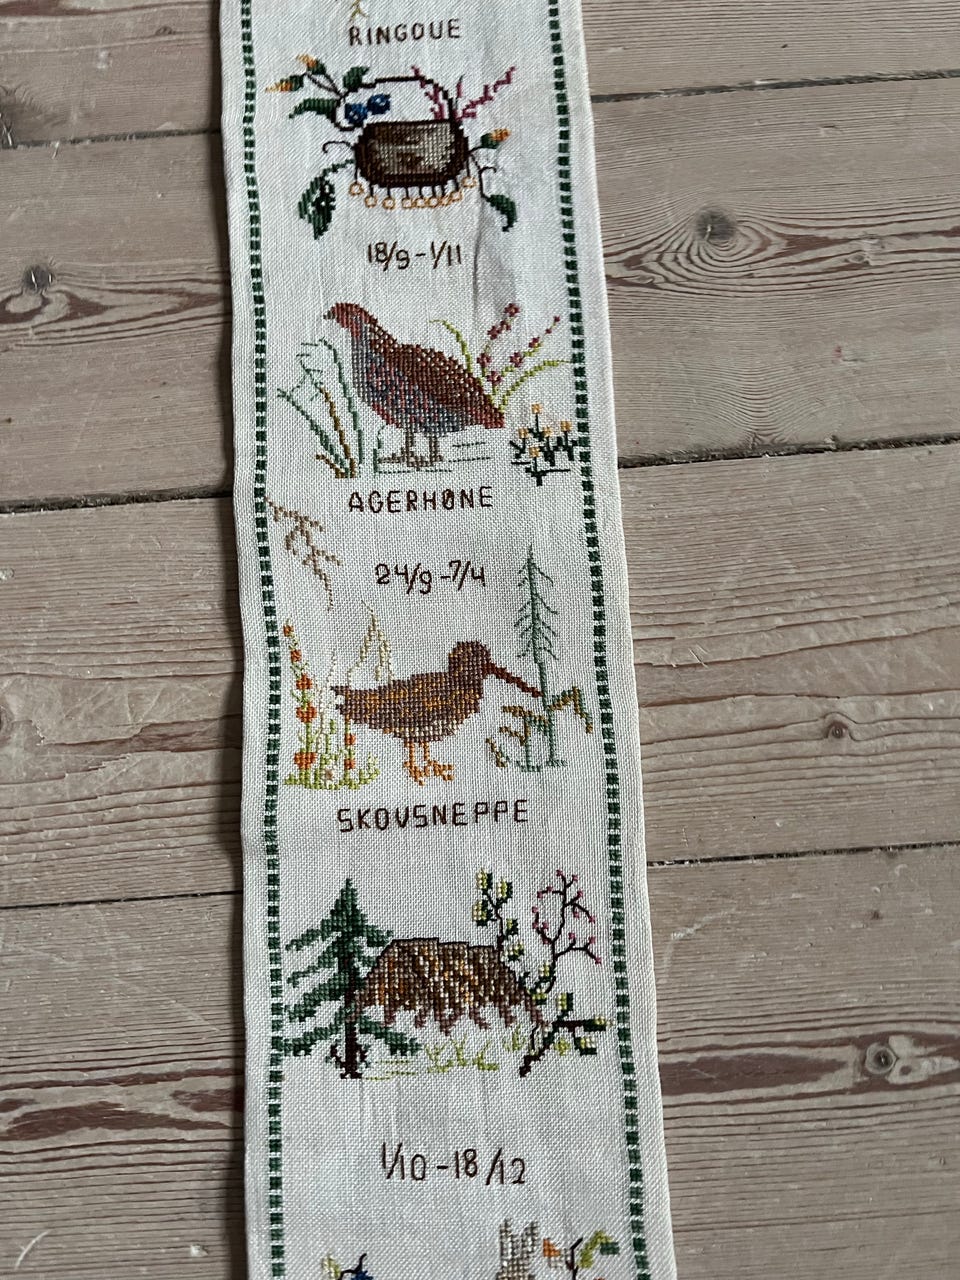 RINGDUE
18/9-1/11
AGERHØNE
24/9-7/4
SKOVSNEPPE
1/10-18/12